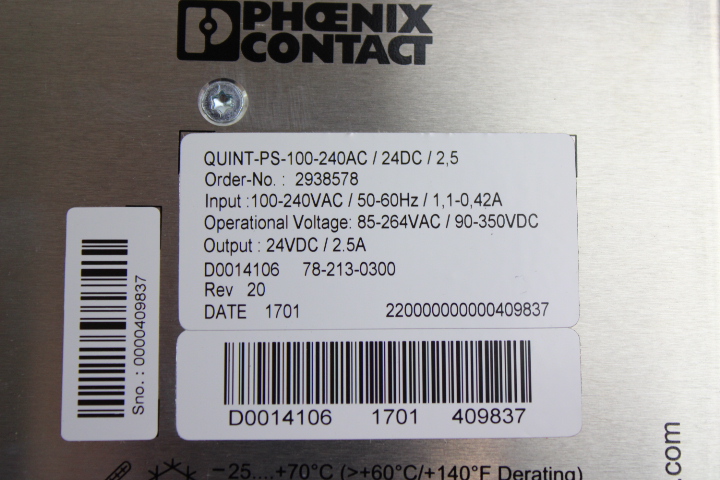 PHŒNIX
CONTACT
QUINT-PS-100-240AC / 24DC / 2,5
Order-No. : 2938578
Input :100-240VAC / 50-60Hz / 1,1-0,42A
Operational Voltage: 85-264VAC / 90-350VDC
Output : 24VDC / 2.5A
D0014106 78-213-0300
Rev 20
DATE 1701 220000000000409837
Sno.: 0000409837
D0014106 1701 409837
–25....+70°C (>+60°C/+140°F Derating)
.com